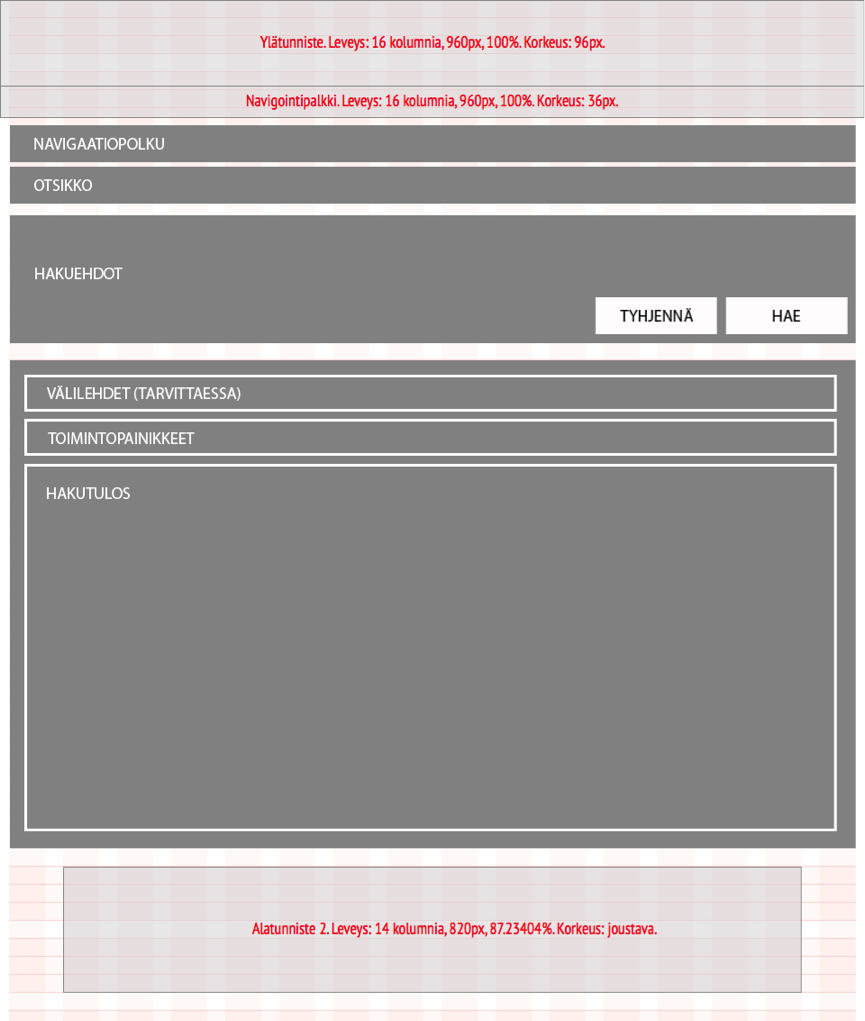 Ylätunniste. Leveys: 16 kolumnia, 960px, 100%. Korkeus: 96px.
Navigointipalkki. Leveys: 16 kolumnia, 960px, 100%. Korkeus: 36px.
NAVIGAATIOPOLKU
OTSIKKO
HAKUEHDOT
TYHJENNÄ HAE
VÄLILEHDET (TARVITTAESSA)
TOIMINTOPAINIKKEET
HAKUTULOS
Alatunniste 2. Leveys: 14 kolumnia, 820px, 87.23404%. Korkeus: joustava.